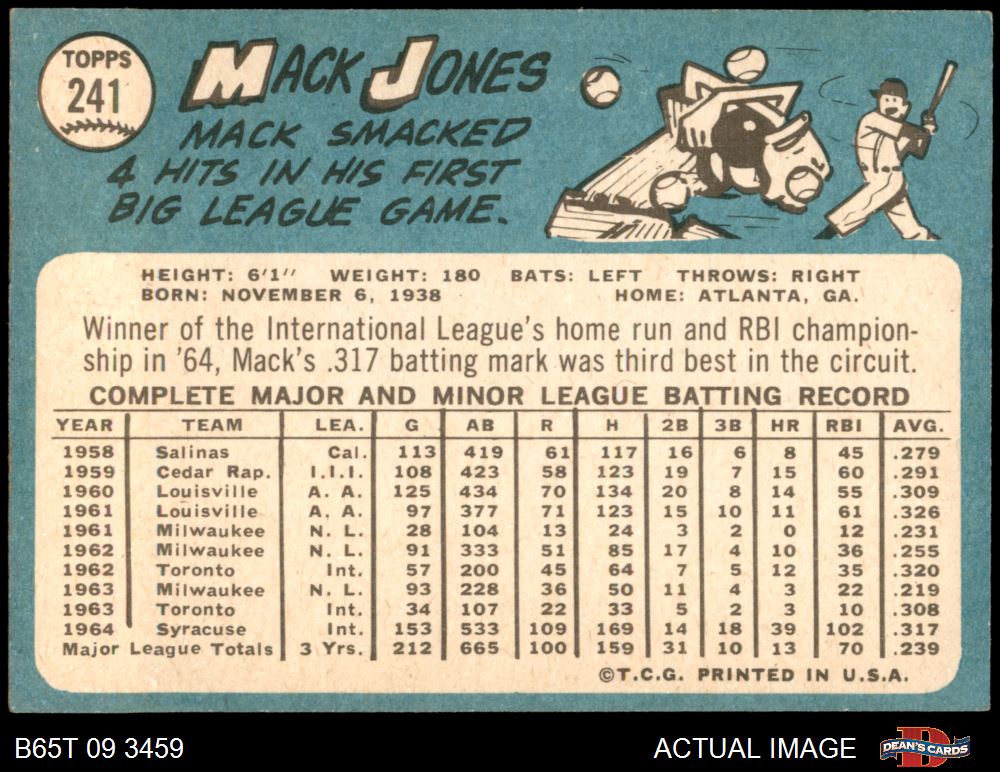 TOPPS
241
MACK JONES
MACK SMACKED
4 HITS IN HIS FIRST
BIG LEAGUE GAME.
HEIGHT: 6'1" WEIGHT: 180 BATS: LEFT THROWS: RIGHT
BORN: NOVEMBER 6, 1938 HOME: ATLANTA, GA.
Winner of the International League's home run and RBI champion-
ship in '64, Mack's .317 batting mark was third best in the circuit.
COMPLETE MAJOR AND MINOR LEAGUE BATTING RECORD
YEAR TEAM LEA. G AB R H 2B 3B HR RBI AVG.
1958 Salinas Cal. 113 419 61 117 16 6 8 45 .279
1959 Cedar Rap. I.I.I. 108 423 58 123 19 7 15 60 .291
1960 Louisville A. A. 125 434 70 134 20 8 14 55 .309
1961 Louisville A. A. 97 377 71 123 15 10 11 61 .326
1961 Milwaukee N. L. 28 104 13 24 3 2 0 12 .231
1962 Milwaukee N. L. 91 333 51 85 17 4 10 36 .255
1962 Toronto Int. 57 200 45 64 7 5 12 35 .320
1963 Milwaukee N. L. 93 228 36 50 11 4 3 22 .219
1963 Toronto Int. 34 107 22 33 5 2 3 10 .308
1964 Syracuse Int. 153 533 109 169 14 18 39 102 .317
Major League Totals 3 Yrs. 212 665 100 159 31 10 13 70 .239
©T.C.G. PRINTED IN U.S.A.
B65T 09 3459 ACTUAL IMAGE D DEAN'S CARDS